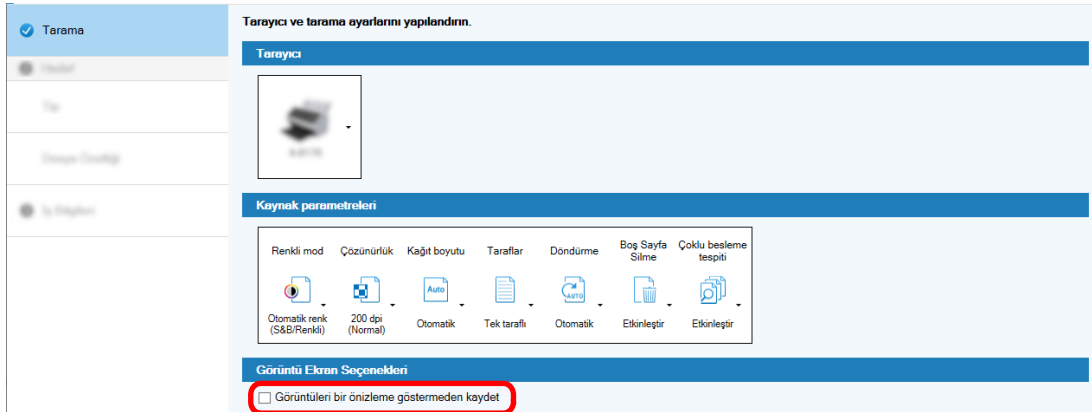 Tarama
Tarayıcı ve tarama ayarlarını yapılandırın.
Tarayıcı
Kaynak parametreleri
Renkli mod
Çözünürlük
Kağıt boyutu
Taraflar
Döndürme
Boş Sayfa
Silme
Çoklu besleme
tespiti
Auto
AUTO
Otomatik renk
(S&B/Renkli)
200 dpi
(Normal)
Otomatik
Tek taraflı
Otomatik
Etkinleştir
Etkinleştir
Görüntü Ekran Seçenekleri
Görüntüleri bir önizleme göstermeden kaydet